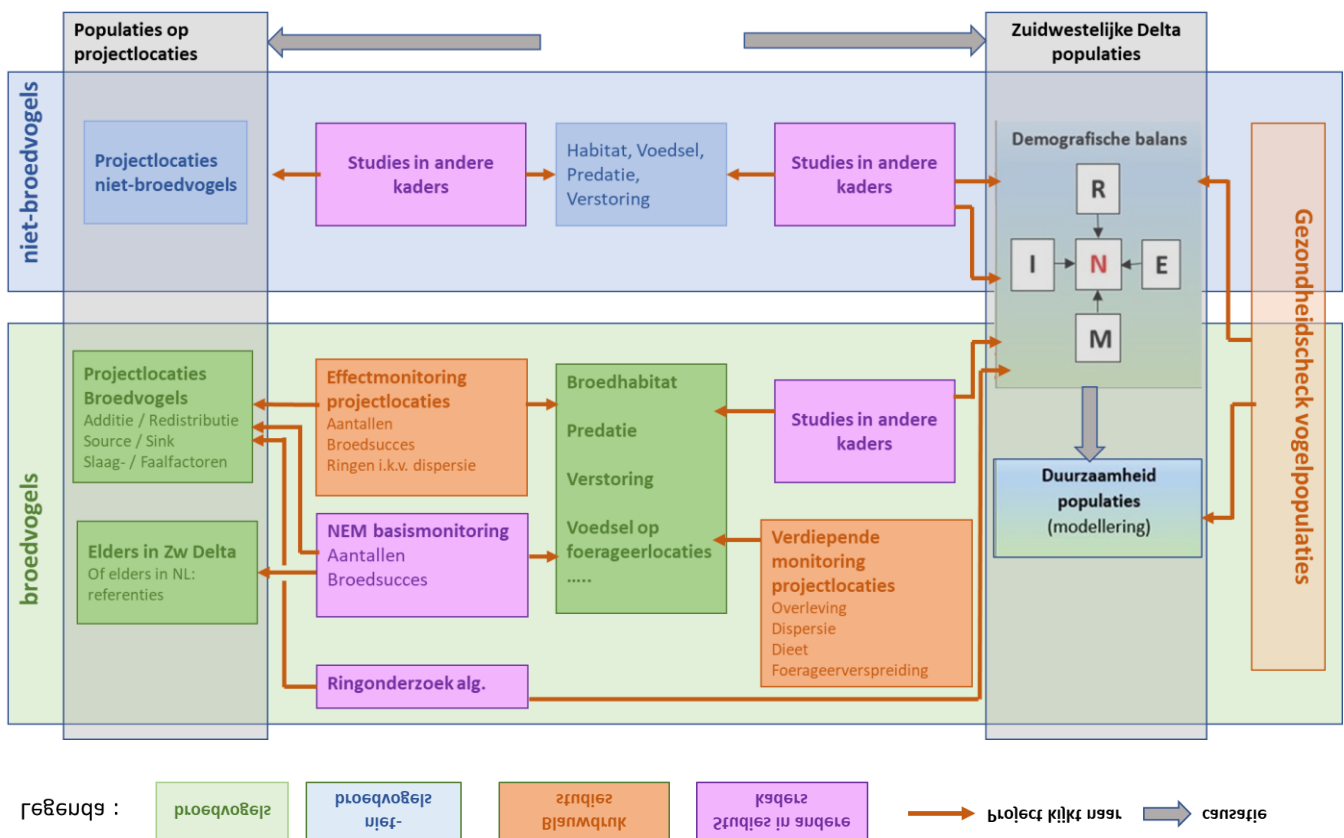 Populaties op
projectlocaties
Zuidwestelijke Delta
populaties
niet-broedvogels
Projectlocaties
niet-broedvogels
Studies in andere
kaders
Habitat, Voedsel,
Predatie,
Verstoring
Studies in andere
kaders
Demografische balans
R
I
N
E
M
Gezondheidscheck vogelpopulaties
broedvogels
Projectlocaties
Broedvogels
Additie / Redistributie
Source / Sink
Slaag- / Faalfactoren
Effectmonitoring
projectlocaties
Aantallen
Broedsucces
Ringen i.k.v. dispersie
Broedhabitat
Predatie
Verstoring
Voedsel op
foerageerlocaties
.....
Studies in andere
kaders
Duurzaamheid
populaties
(modellering)
Elders in Zw Delta
Of elders in NL:
referenties
NEM basismonitoring
Aantallen
Broedsucces
Verdiepende
monitoring
projectlocaties
Overleving
Dispersie
Dieet
Foerageerverspreiding
Ringonderzoek alg.
Legenda :
broedvogels
niet-
broedvogels
Blauwdruk
studies
Studies in andere
kaders
Project kijkt naar
causatie